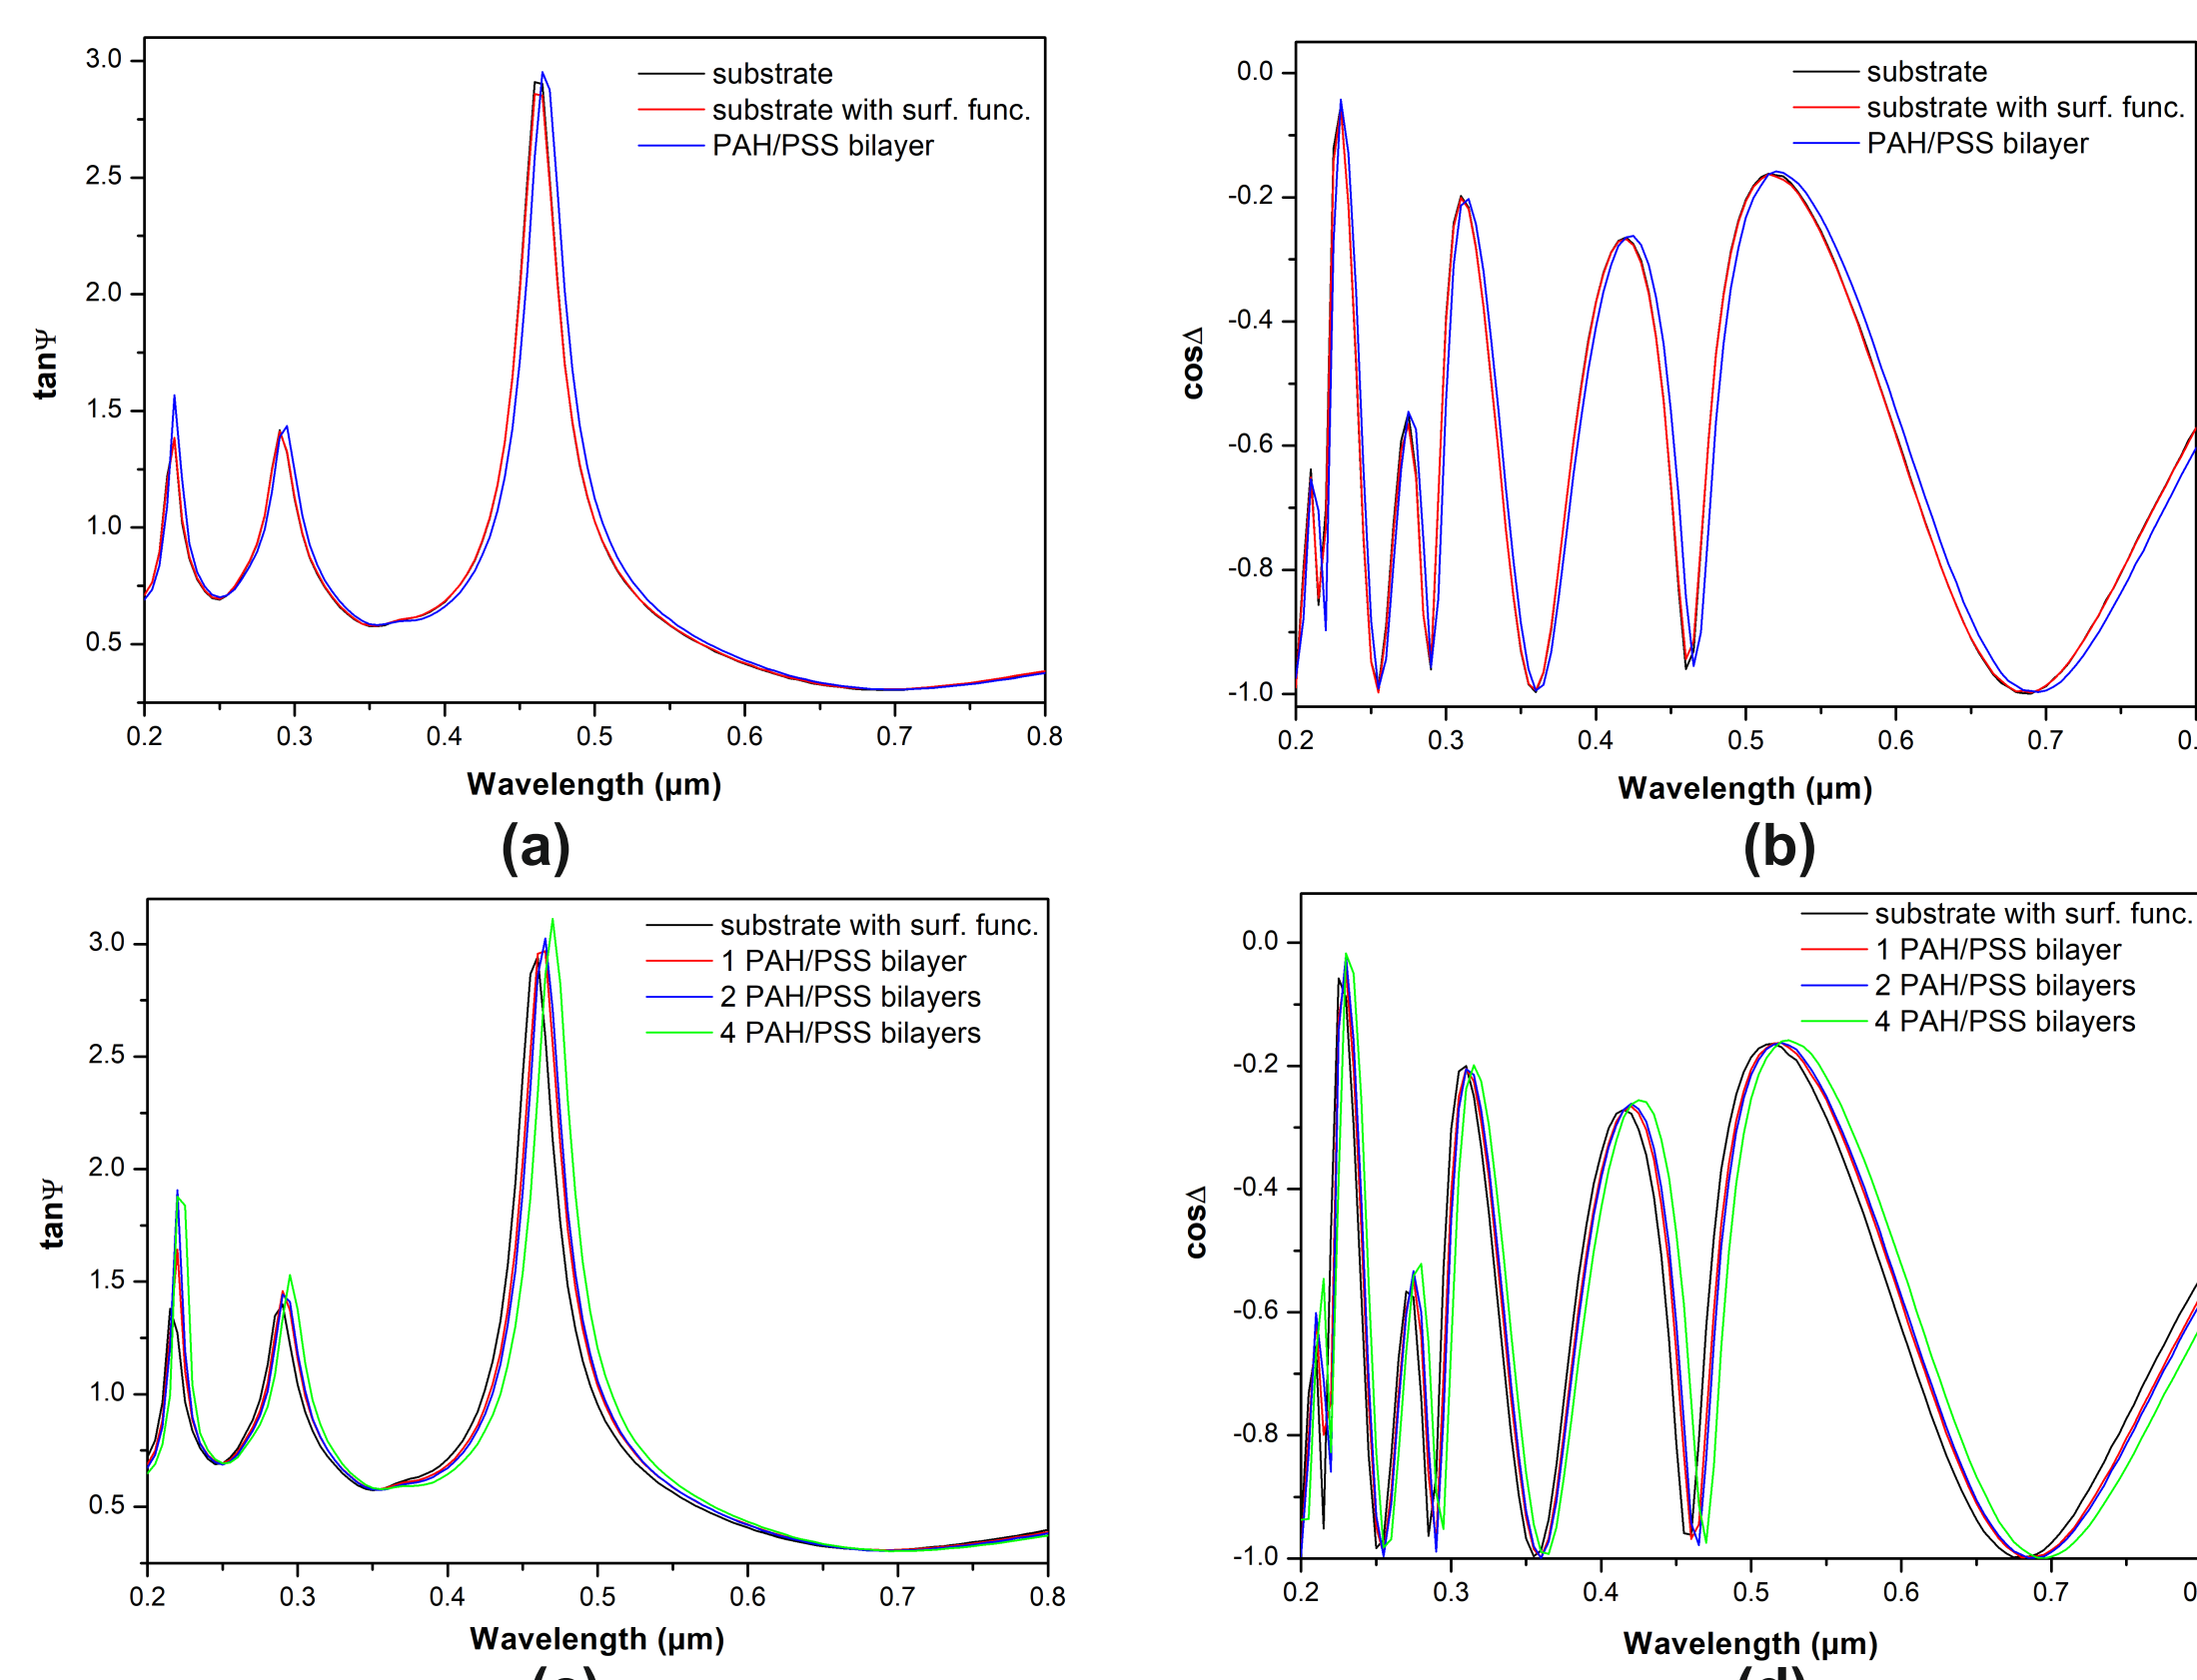 3.0
2.5
2.0
1.5
1.0
0.5
tanΨ
substrate
substrate with surf. func.
PAH/PSS bilayer
0.2 0.3 0.4 0.5 0.6 0.7 0.8
Wavelength (µm)
(a)
0.0
-0.2
-0.4
-0.6
-0.8
-1.0
cosΔ
substrate
substrate with surf. func.
PAH/PSS bilayer
0.2 0.3 0.4 0.5 0.6 0.7 0.
Wavelength (µm)
(b)
3.0
2.5
2.0
1.5
1.0
0.5
tanΨ
substrate with surf. func.
1 PAH/PSS bilayer
2 PAH/PSS bilayers
4 PAH/PSS bilayers
0.2 0.3 0.4 0.5 0.6 0.7 0.8
Wavelength (µm)
(c)
0.0
-0.2
-0.4
-0.6
-0.8
-1.0
cosΔ
substrate with surf. func.
1 PAH/PSS bilayer
2 PAH/PSS bilayers
4 PAH/PSS bilayers
0.2 0.3 0.4 0.5 0.6 0.7 0.
Wavelength (µm)
(d)